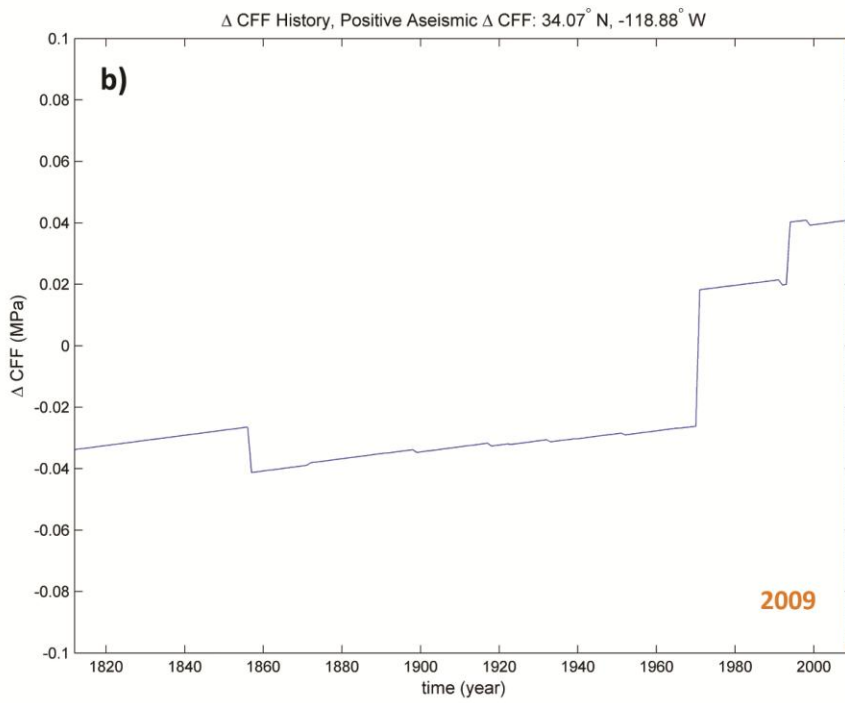 Δ CFF History, Positive Aseismic Δ CFF: 34.07° N, -118.88° W
b)
0.1
0.08
0.06
0.04
0.02
0
-0.02
-0.04
-0.06
-0.08
-0.1
Δ CFF (MPa)
2009
1820 1840 1860 1880 1900 1920 1940 1960 1980 2000
time (year)